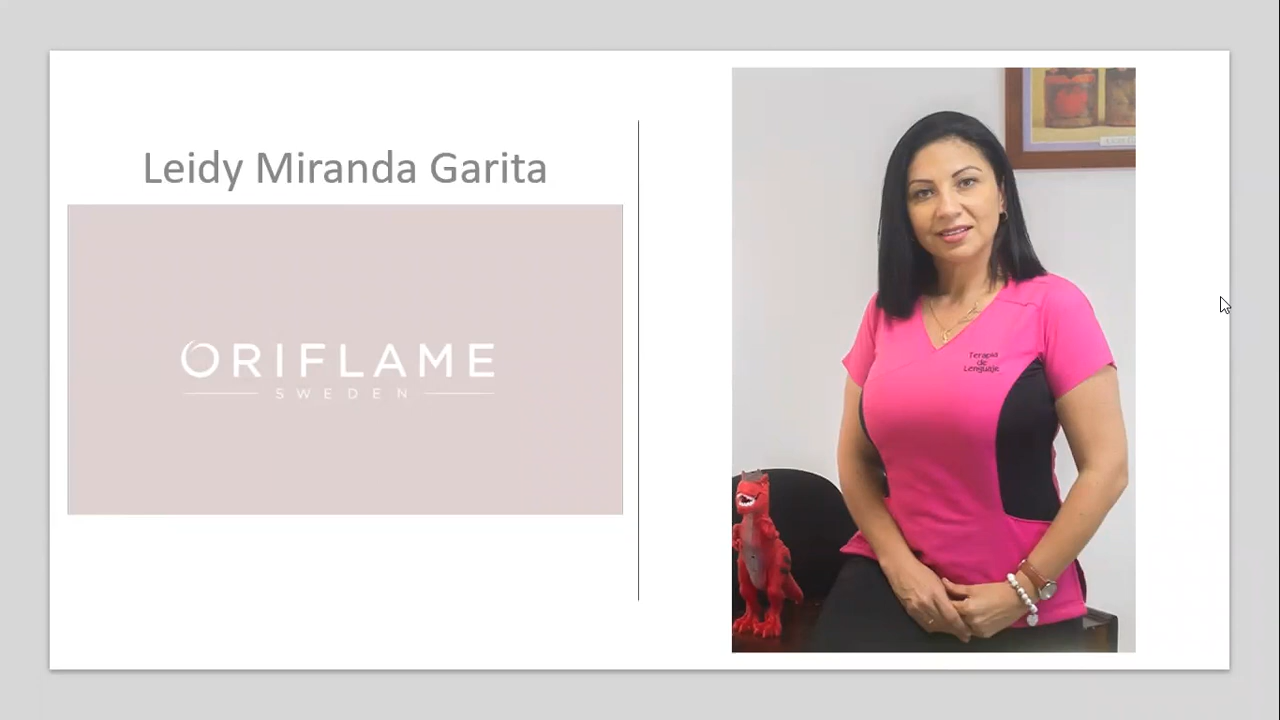 Leidy Miranda Garita
ORIFLAME
SWEDEN
Terapia
de
Lenguaje